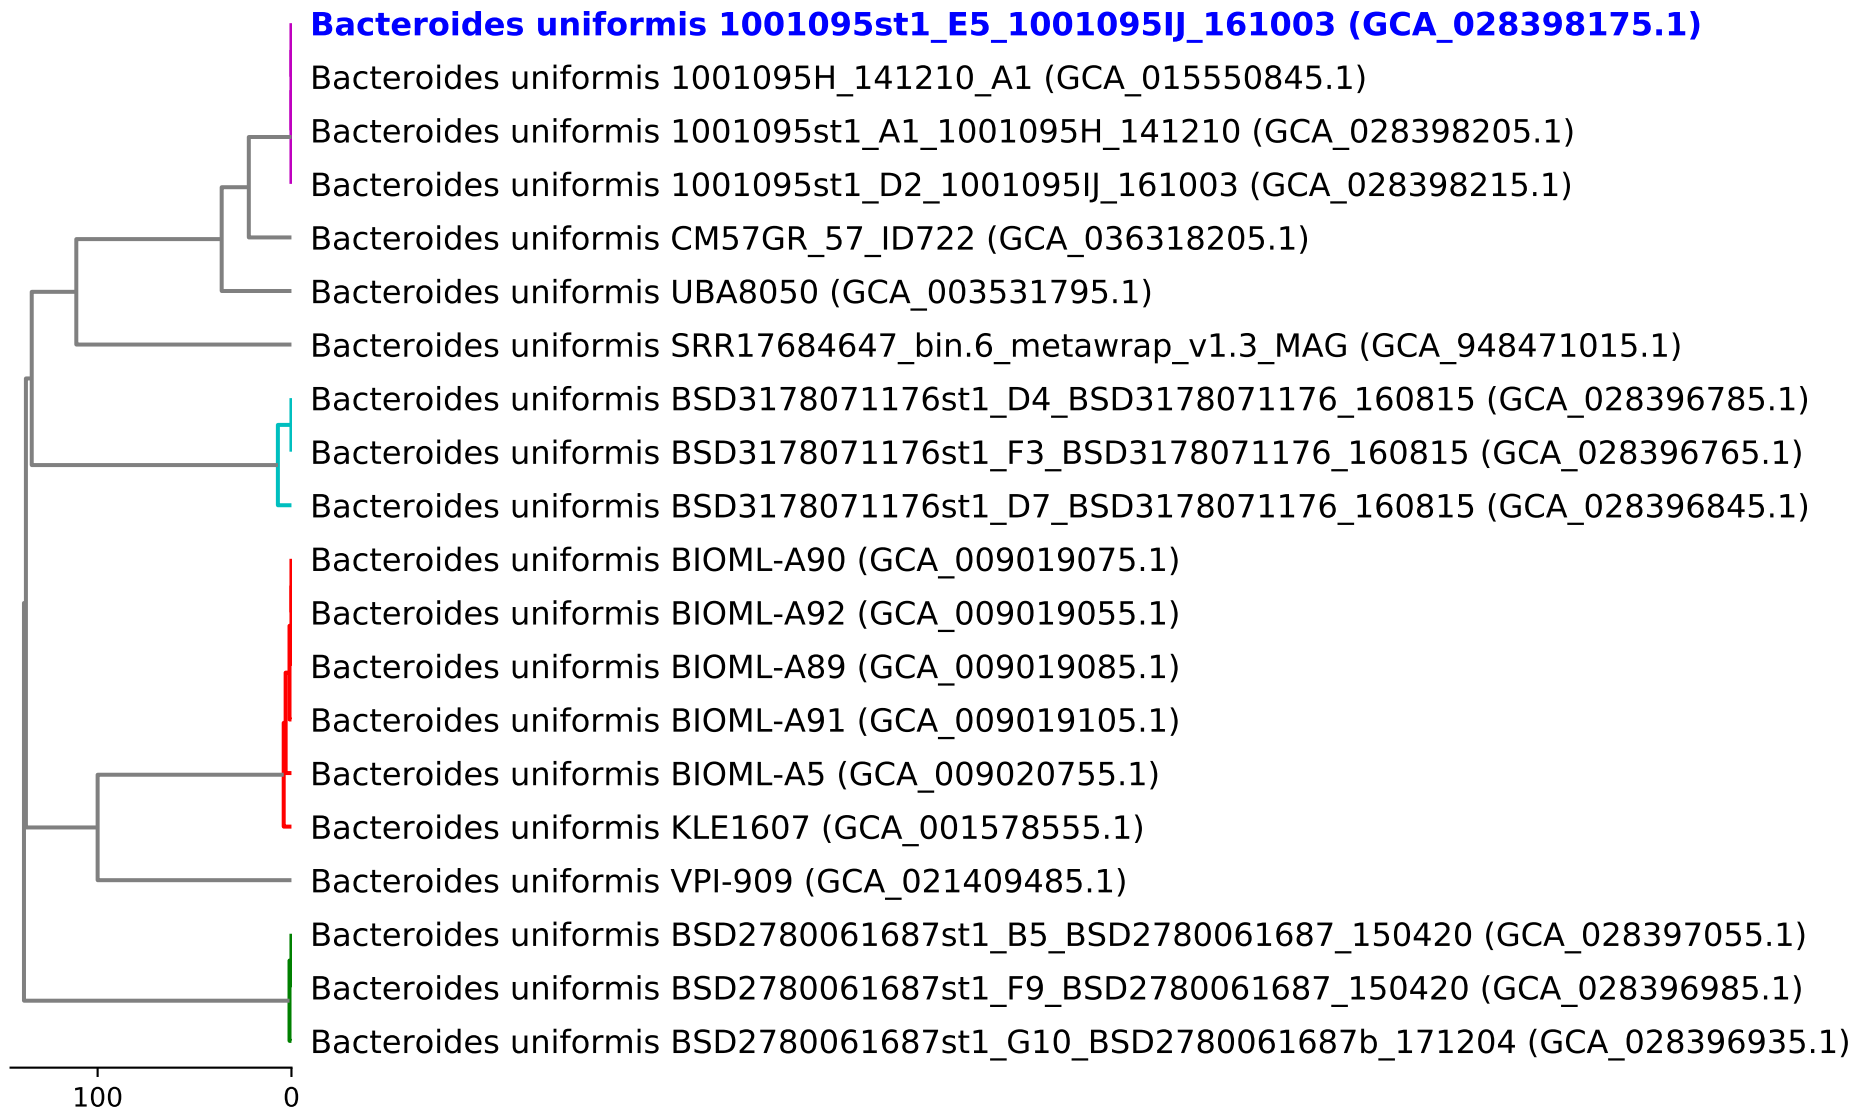 Bacteroides uniformis 1001095st1_E5_1001095IJ_161003 (GCA_028398175.1)
Bacteroides uniformis 1001095H_141210_A1 (GCA_015550845.1)
Bacteroides uniformis 1001095st1_A1_1001095H_141210 (GCA_028398205.1)
Bacteroides uniformis 1001095st1_D2_1001095IJ_161003 (GCA_028398215.1)
Bacteroides uniformis CM57GR_57_ID722 (GCA_036318205.1)
Bacteroides uniformis UBA8050 (GCA_003531795.1)
Bacteroides uniformis SRR17684647_bin.6_metawrap_v1.3_MAG (GCA_948471015.1)
Bacteroides uniformis BSD3178071176st1_D4_BSD3178071176_160815 (GCA_028396785.1)
Bacteroides uniformis BSD3178071176st1_F3_BSD3178071176_160815 (GCA_028396765.1)
Bacteroides uniformis BSD3178071176st1_D7_BSD3178071176_160815 (GCA_028396845.1)
Bacteroides uniformis BIOML-A90 (GCA_009019075.1)
Bacteroides uniformis BIOML-A92 (GCA_009019055.1)
Bacteroides uniformis BIOML-A89 (GCA_009019085.1)
Bacteroides uniformis BIOML-A91 (GCA_009019105.1)
Bacteroides uniformis BIOML-A5 (GCA_009020755.1)
Bacteroides uniformis KLE1607 (GCA_001578555.1)
Bacteroides uniformis VPI-909 (GCA_021409485.1)
Bacteroides uniformis BSD2780061687st1_B5_BSD2780061687_150420 (GCA_028397055.1)
Bacteroides uniformis BSD2780061687st1_F9_BSD2780061687_150420 (GCA_028396985.1)
Bacteroides uniformis BSD2780061687st1_G10_BSD2780061687b_171204 (GCA_028396935.1)
100 0